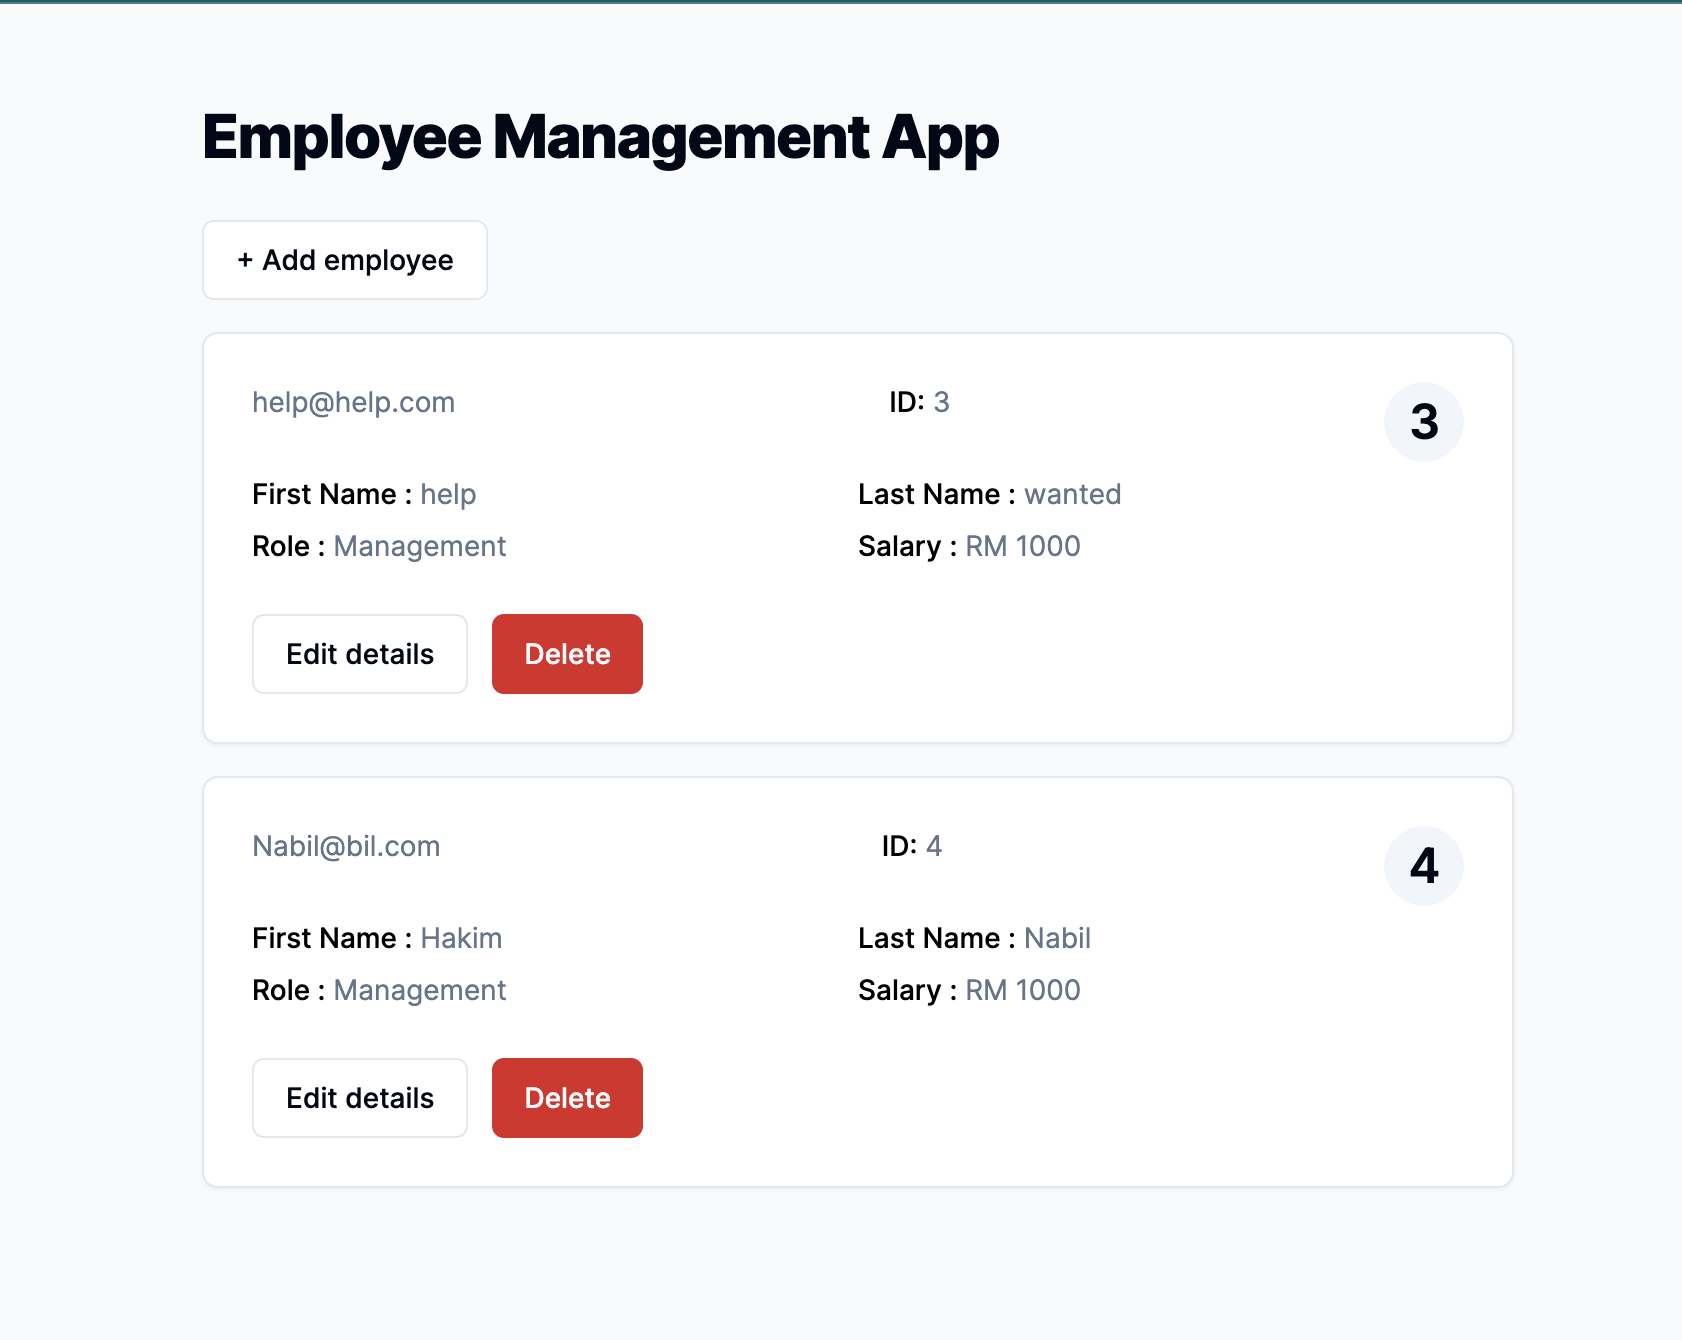 Employee Management App
+ Add employee
help@help.com ID: 3 3
First Name : help Last Name : wanted
Role : Management Salary : RM 1000
Edit details Delete
Nabil@bil.com ID: 4 4
First Name : Hakim Last Name : Nabil
Role : Management Salary : RM 1000
Edit details Delete